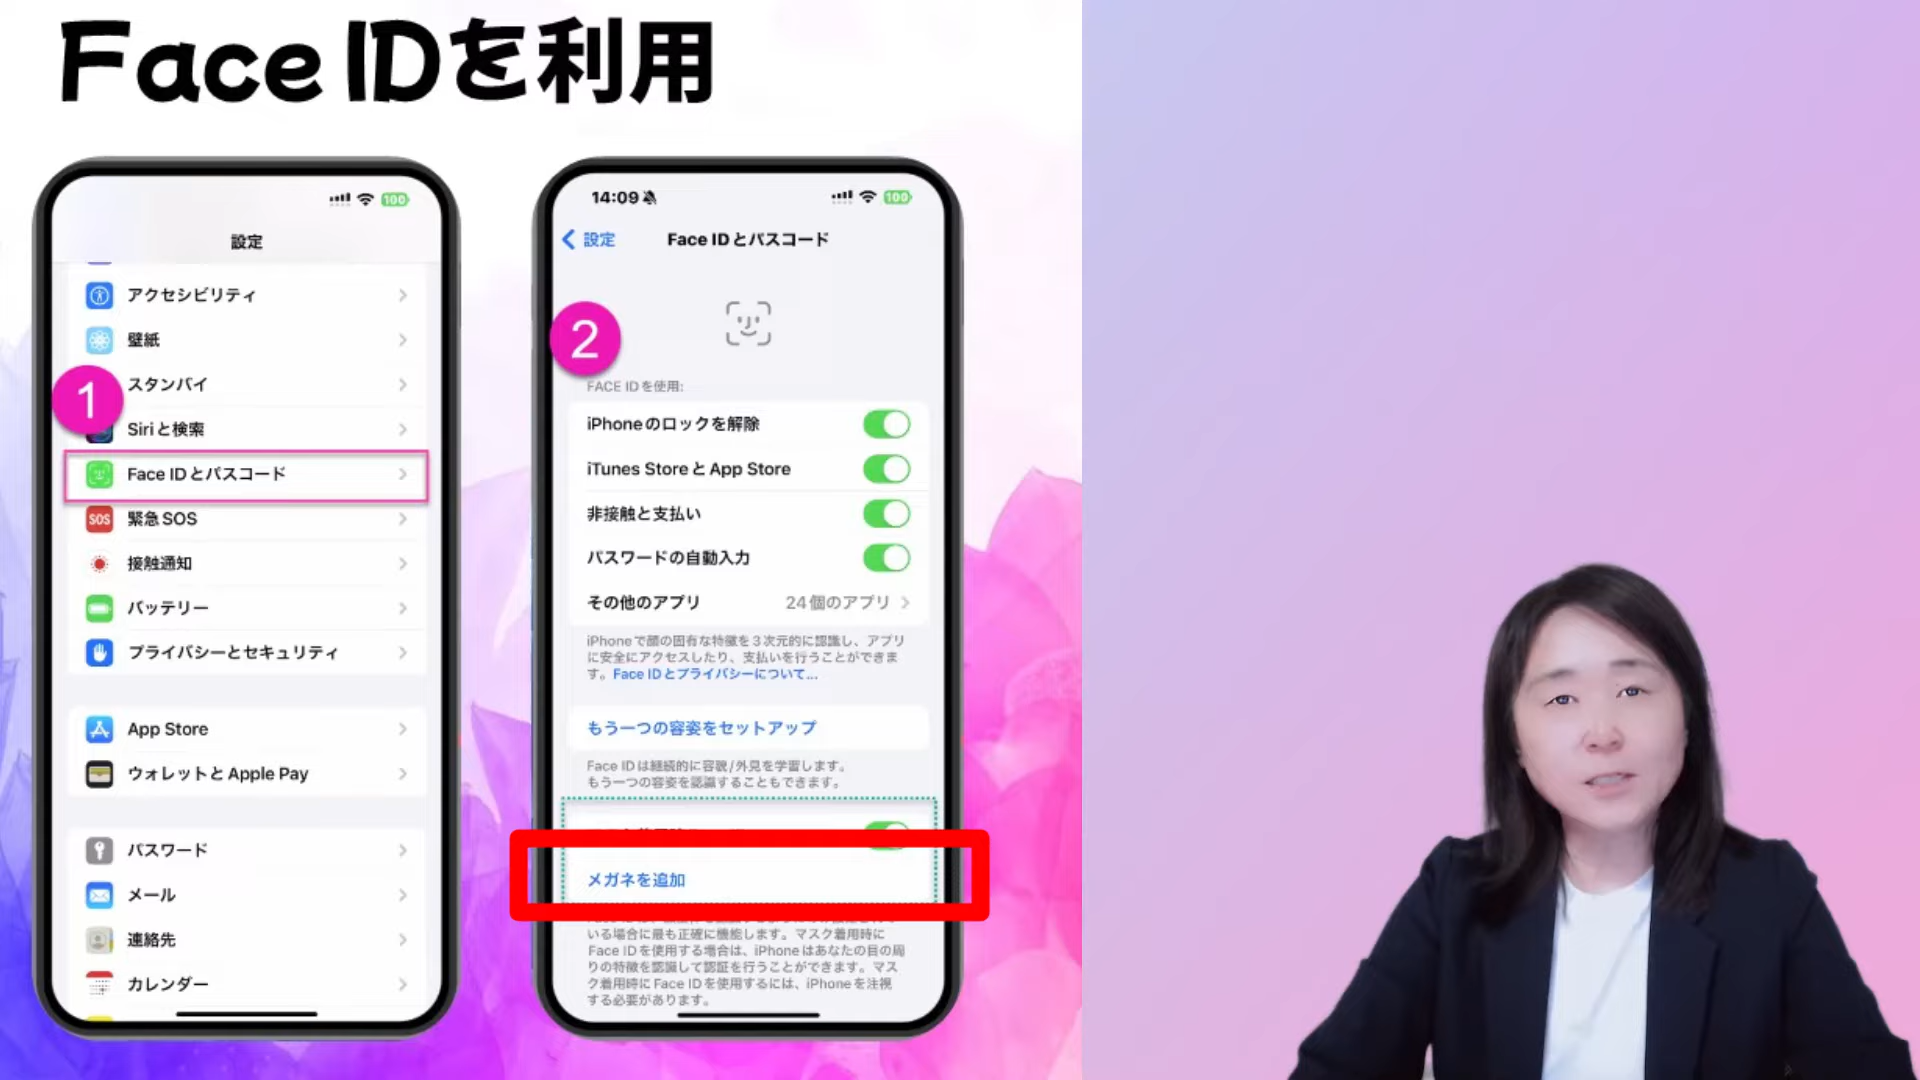 Face IDを利用
100
設定
アクセシビリティ
壁紙
1
スタンバイ
Siriと検索
Face IDとパスコード
SOS
緊急SOS
接触通知
バッテリー
プライバシーとセキュリティ
App Store
ウォレットとApple Pay
パスワード
メール
連絡先
カレンダー
14:09
100
設定
Face IDとパスコード
2
FACE IDを使用:
iPhoneのロックを解除
iTunes StoreとApp Store
非接触と支払い
パスワードの自動入力
その他のアプリ 24個のアプリ
iPhoneで顔の固有な特徴を3次元的に認識し、アプリ
に安全にアクセスしたり、支払いを行うことができま
す。Face IDとプライバシーについて...
もう一つの容姿をセットアップ
Face IDは継続的に容貌/外見を学習します。
もう一つの容姿を認識することもできます。
メガネを追加
いる場合に最も正確に機能します。マスク着用時に
Face IDを使用する場合は、iPhoneはあなたの目の周
りの特徴を認識して認証を行うことができます。マス
ク着用時にFace IDを使用するには、iPhoneを注視
する必要があります。